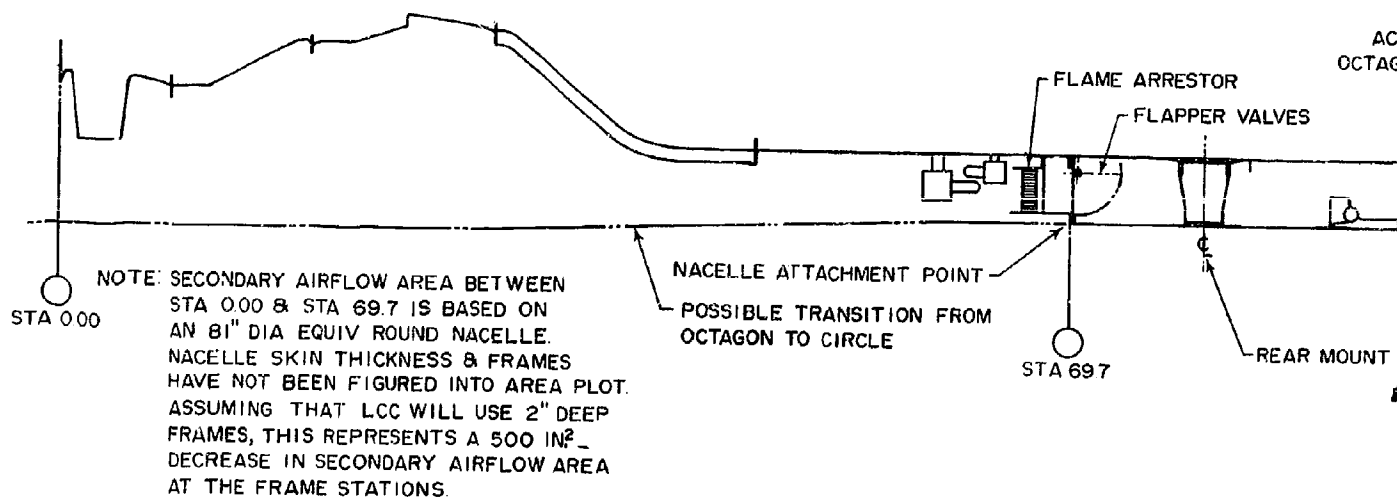 AC
OCTAG
FLAME ARRESTOR
FLAPPER VALVES
NACELLE ATTACHMENT POINT
POSSIBLE TRANSITION FROM
OCTAGON TO CIRCLE
STA 0.00
STA 69.7
REAR MOUNT
NOTE: SECONDARY AIRFLOW AREA BETWEEN
STA 0.00 & STA 69.7 IS BASED ON
AN 81" DIA EQUIV ROUND NACELLE.
NACELLE SKIN THICKNESS & FRAMES
HAVE NOT BEEN FIGURED INTO AREA PLOT.
ASSUMING THAT LCC WILL USE 2" DEEP
FRAMES, THIS REPRESENTS A 500 IN²
DECREASE IN SECONDARY AIRFLOW AREA
AT THE FRAME STATIONS.